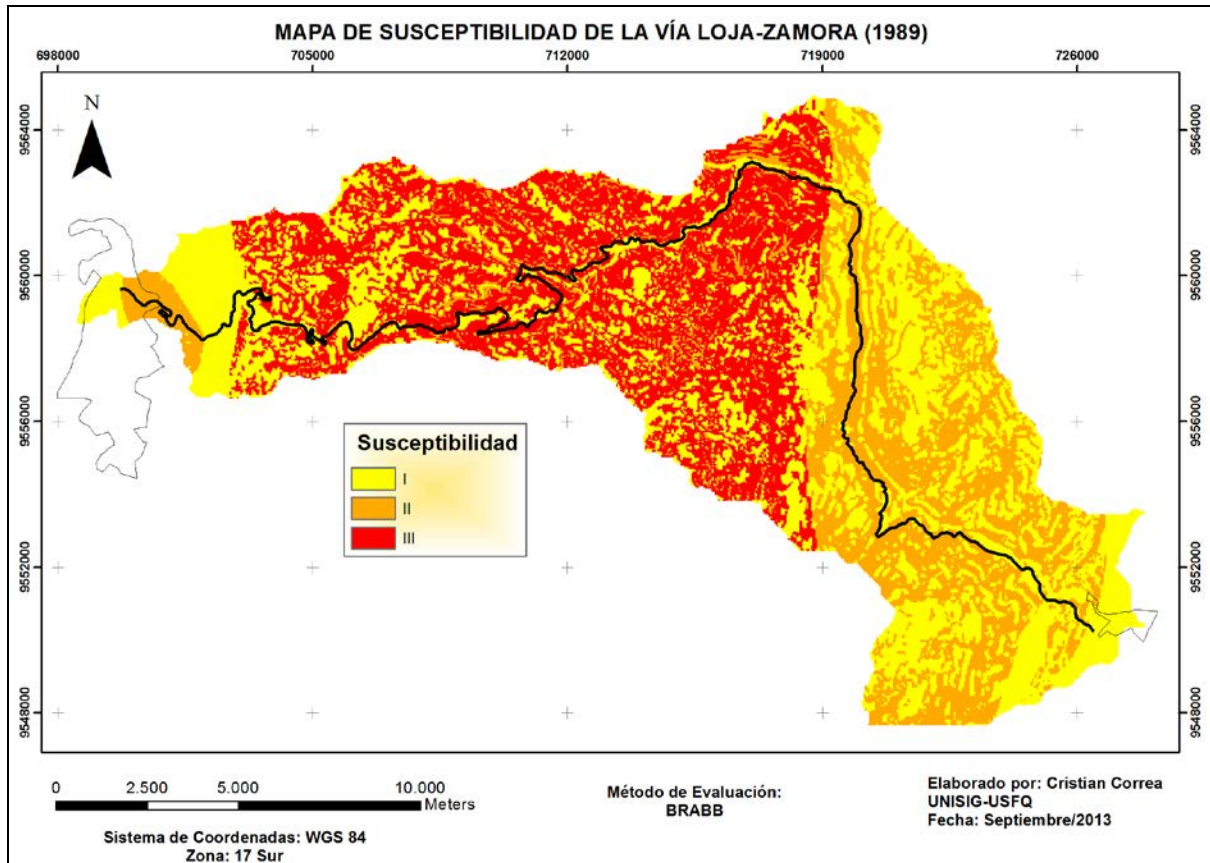 MAPA DE SUSCEPTIBILIDAD DE LA VÍA LOJA-ZAMORA (1989)
698000 705000 712000 719000 726000
N
9564000 9564000
9560000 9560000
9556000 9556000
9552000 9552000
9548000 9548000
Susceptibilidad
I
II
III
0 2.500 5.000 10.000
Meters
Sistema de Coordenadas: WGS 84
Zona: 17 Sur
Método de Evaluación:
BRABB
Elaborado por: Cristian Correa
UNISIG-USFQ
Fecha: Septiembre/2013